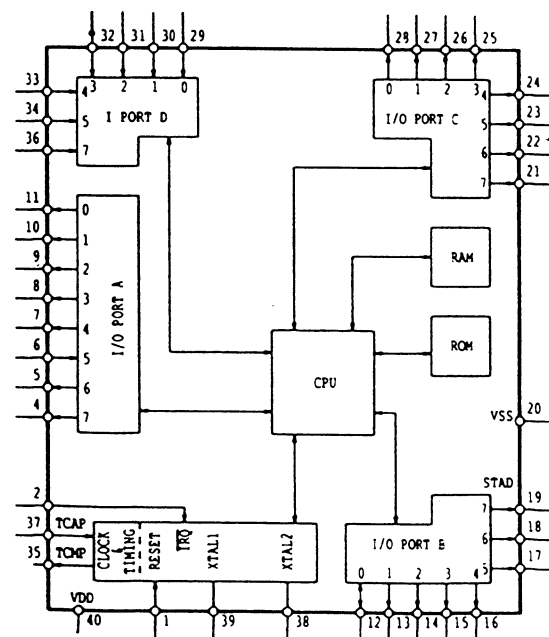 32 31 30 29
28 27 26 25
3 2 1 0
0 1 2 3
33 4
34 5 I PORT D
36 7
I/O PORT C
4 24
5 23
6 22
7 21
11 0
10 1
9 2
8 3
7 4
6 5
5 6
4 7
I/O PORT A
RAM
ROM
CPU
VSS 20
STAD
7 19
6 18
5 17
I/O PORT B
0 1 2 3 4
2
37 TCAP
35 TCMP
CLOCK
&
TIMING
RESET
IRQ
XTAL1
XTAL2
VDD
40 1 39 38 12 13 14 15 16